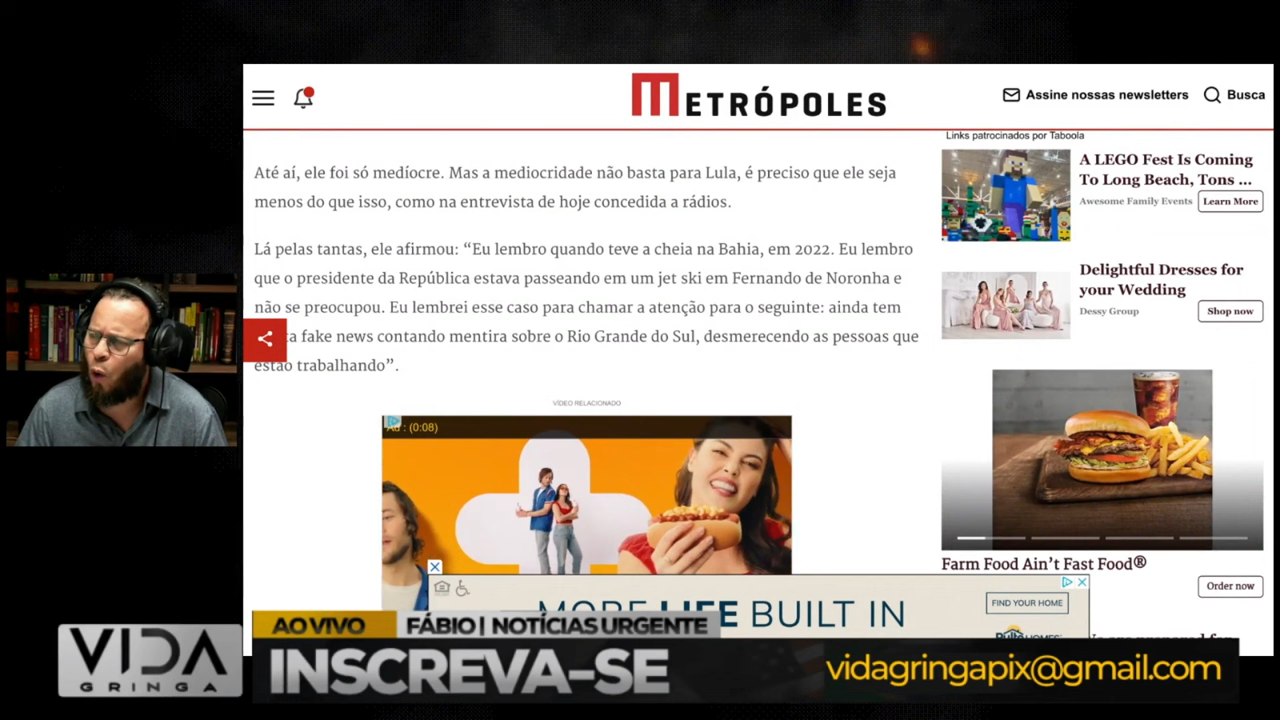 METRÓPOLES
Assine nossas newsletters
Busca
Até aí, ele foi só medíocre. Mas a mediocridade não basta para Lula, é preciso que ele seja
menos do que isso, como na entrevista de hoje concedida a rádios.
Lá pelas tantas, ele afirmou: “Eu lembro quando teve a cheia na Bahia, em 2022. Eu lembro
que o presidente da República estava passeando em um jet ski em Fernando de Noronha e
não se preocupou. Eu lembrei esse caso para chamar a atenção para o seguinte: ainda tem
fake news contando mentira sobre o Rio Grande do Sul, desmerecendo as pessoas que
estão trabalhando”.
VÍDEO RELACIONADO
Ad : (0:08)
Links patrocinados por Taboola
A LEGO Fest Is Coming
To Long Beach, Tons ...
Awesome Family Events
Learn More
Delightful Dresses for
your Wedding
Dessy Group
Shop now
Farm Food Ain’t Fast Food®
Order now
MORE LIFE BUILT IN
FIND YOUR HOME
AO VIVO
FÁBIO | NOTÍCIAS URGENTE
VIDA
GRINGA
INSCREVA-SE
vidagringapix@gmail.com